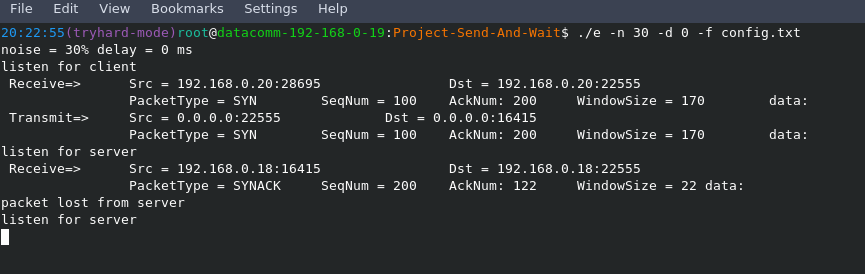 File Edit View Bookmarks Settings Help
20:22:55(tryhard-mode)root@datacomm-192-168-0-19:Project-Send-And-Wait$ ./e -n 30 -d 0 -f config.txt
noise = 30% delay = 0 ms
listen for client
Receive=> Src = 192.168.0.20:28695 Dst = 192.168.0.20:22555
PacketType = SYN SeqNum = 100 AckNum: 200 WindowSize = 170 data:
Transmit=> Src = 0.0.0.0:22555 Dst = 0.0.0.0:16415
PacketType = SYN SeqNum = 100 AckNum: 200 WindowSize = 170 data:
listen for server
Receive=> Src = 192.168.0.18:16415 Dst = 192.168.0.18:22555
PacketType = SYNACK SeqNum = 200 AckNum: 122 WindowSize = 22 data:
packet lost from server
listen for server